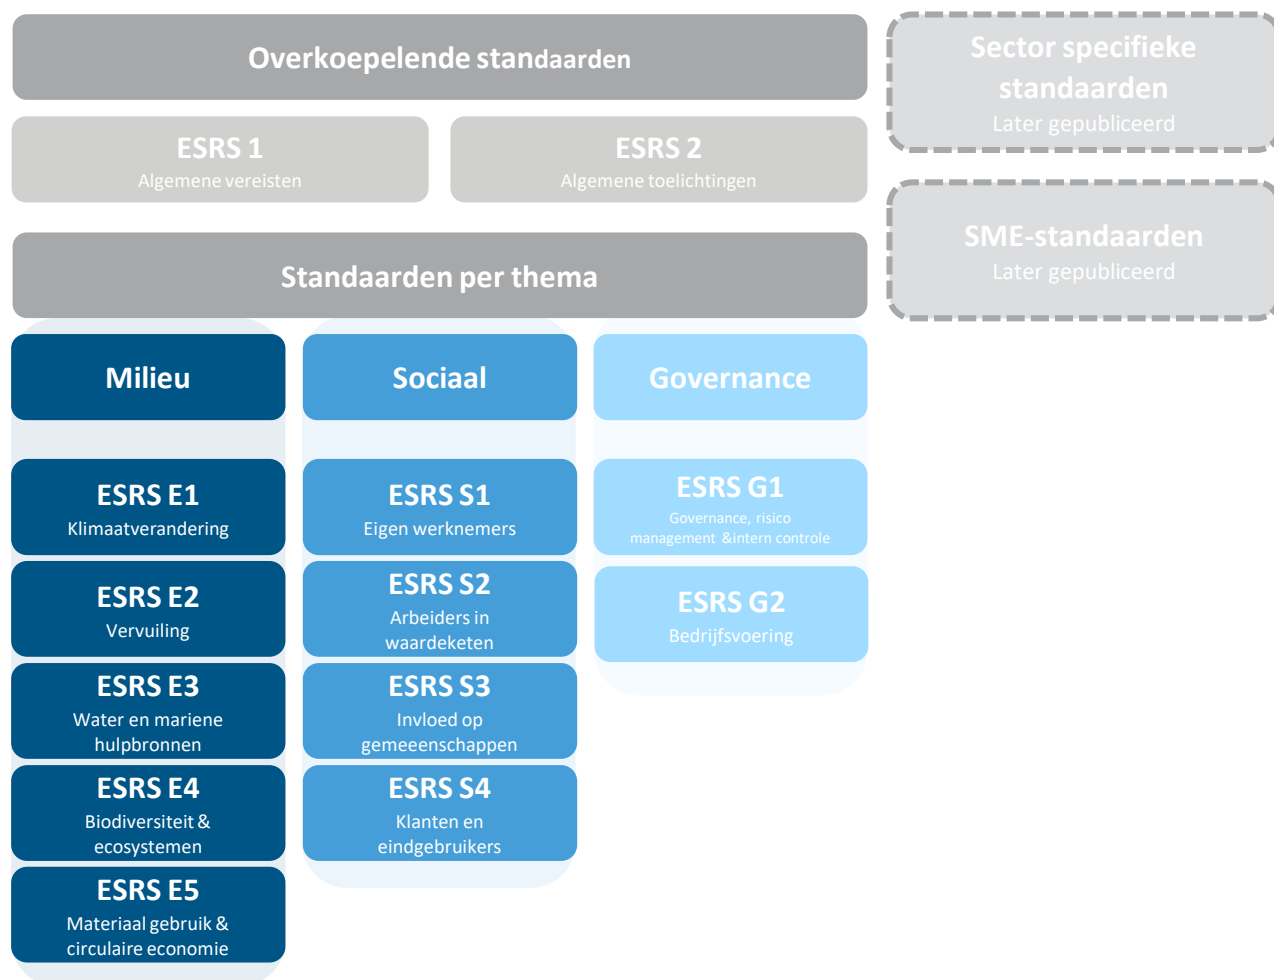 Overkoepelende standaarden
ESRS 1
Algemene vereisten
ESRS 2
Algemene toelichtingen
Sector specifieke
standaarden
Later gepubliceerd
SME-standaarden
Later gepubliceerd
Standaarden per thema
Milieu
ESRS E1
Klimaatverandering
ESRS E2
Vervuiling
ESRS E3
Water en mariene
hulpbronnen
ESRS E4
Biodiversiteit &
ecosystemen
ESRS E5
Materiaal gebruik &
circulaire economie
Sociaal
ESRS S1
Eigen werknemers
ESRS S2
Arbeiders in
waardeketen
ESRS S3
Invloed op
gemeeenschappen
ESRS S4
Klanten en
eindgebruikers
Governance
ESRS G1
Governance, risico
management &intern controle
ESRS G2
Bedrijfsvoering